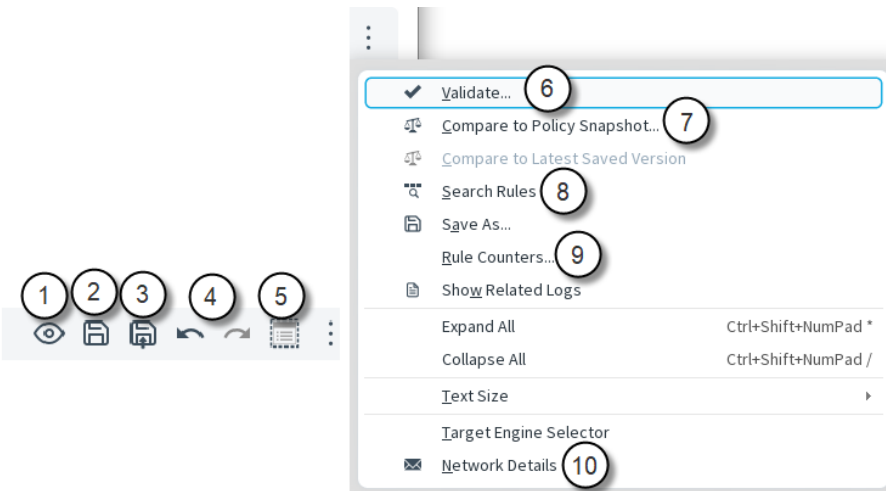 Validate... 6
Compare to Policy Snapshot... 7
Compare to Latest Saved Version
Search Rules 8
Save As...
Rule Counters... 9
Show Related Logs
1 2 3 4 5
Expand All Ctrl+Shift+NumPad *
Collapse All Ctrl+Shift+NumPad /
Text Size
Target Engine Selector
Network Details 10